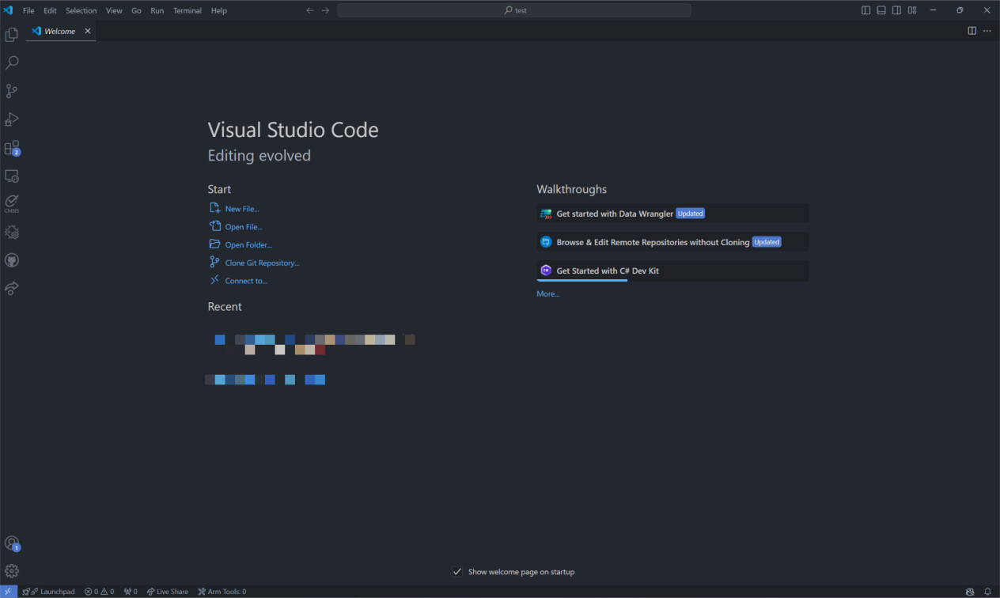 File Edit Selection View Go Run Terminal Help test
Welcome
Visual Studio Code
Editing evolved
Start
New File...
Open File...
Open Folder...
Clone Git Repository...
Connect to...
Recent
Walkthroughs
Get started with Data Wrangler Updated
Browse & Edit Remote Repositories without Cloning Updated
Get Started with C# Dev Kit
More...
2
CMSIS
1
Show welcome page on startup
Launchpad 0 0 0 Live Share Arm Tools: 0